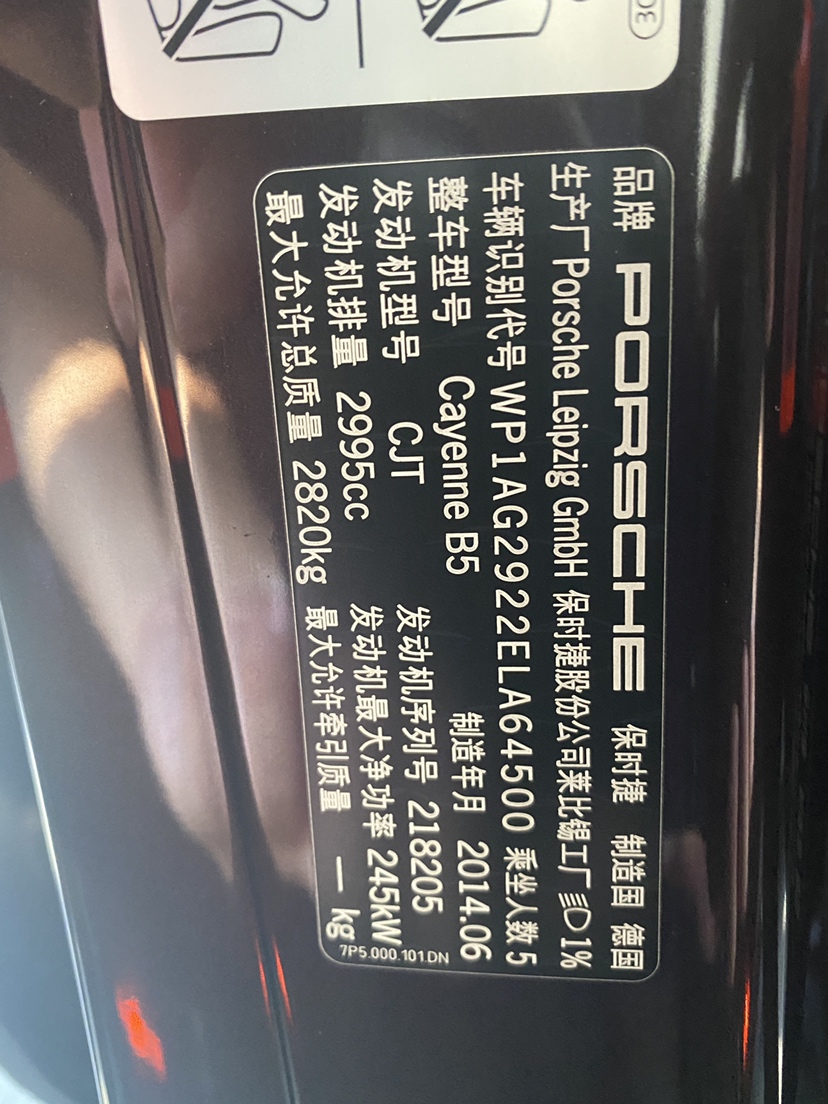 品牌 PORSCHE 保时捷 制造国 德国
生产厂 Porsche Leipzig GmbH 保时捷股份公司莱比锡工厂 1%
车辆识别代号 WP1AG2922ELA64500 乘坐人数 5
整车型号 Cayenne B5 制造年月 2014.06
发动机型号 CJT 发动机序列号 218205
发动机排量 2995cc 发动机最大净功率 245kW
最大允许总质量 2820kg 最大允许牵引质量 — kg
7P5.000.101.DN